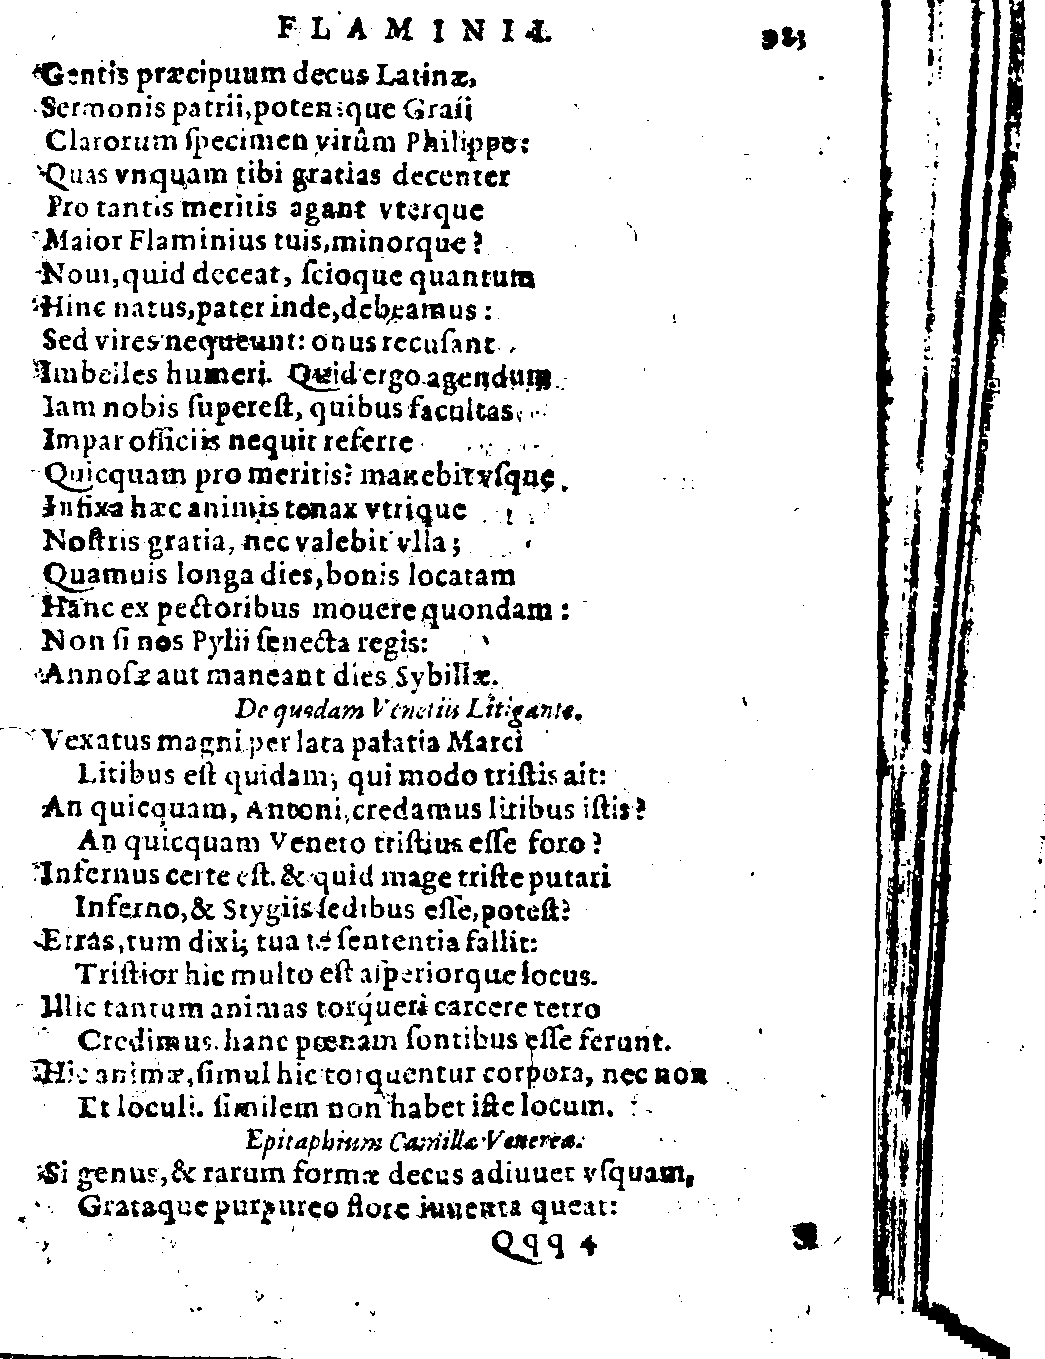 FLAMINII.
Gentis præcipuum decus Latinæ,
Sermonis patrii, potensque Graii
Clarorum ſpecimen virûm Philippe:
Quas vnquam tibi gratias decenter
Pro tantis meritis agant vterque
Maior Flaminius tuis, minorque?
Noui, quid deceat, ſcioque quantum
Hinc natus, pater inde, debeamus:
Sed vires nequeunt: onus recuſant
Imbelles humeri. Quid ergo agendum
Iam nobis ſupereſt, quibus facultas
Impar officiis nequit referre
Quicquam pro meritis? manebit vſque
Infixa hæc animis tenax vtrique
Noſtris gratia, nec valebit vlla;
Quamuis longa dies, bonis locatam
Hanc ex pectoribus mouere quondam:
Non ſi nos Pylii ſenecta regis:
Annoſæ aut maneant dies Sybillæ.
De quodam Venetiis Litigante.
Vexatus magni per lata palatia Marci
Litibus eſt quidam; qui modo triſtis ait:
An quicquam, Antoni, credamus litibus iſtis?
An quicquam Veneto triſtius eſſe foro?
Infernus certe eſt. & quid mage triſte putari
Inferno, & Stygiis ſedibus eſſe, poteſt?
Erras, tum dixi; tua te ſententia fallit:
Triſtior hic multo eſt aſperiorque locus.
Illic tantum animas torqueri carcere tetro
Credimus. hanc pœnam ſontibus eſſe ferunt.
Hic animæ, ſimul hic torquentur corpora, nec non
Et loculi. ſimilem non habet iſte locum.
Epitaphium Camillæ Venereæ.
Si genus, & rarum formæ decus adiuuet vſquam,
Grataque purpureo flore iuuenta queat:
Qqq 4